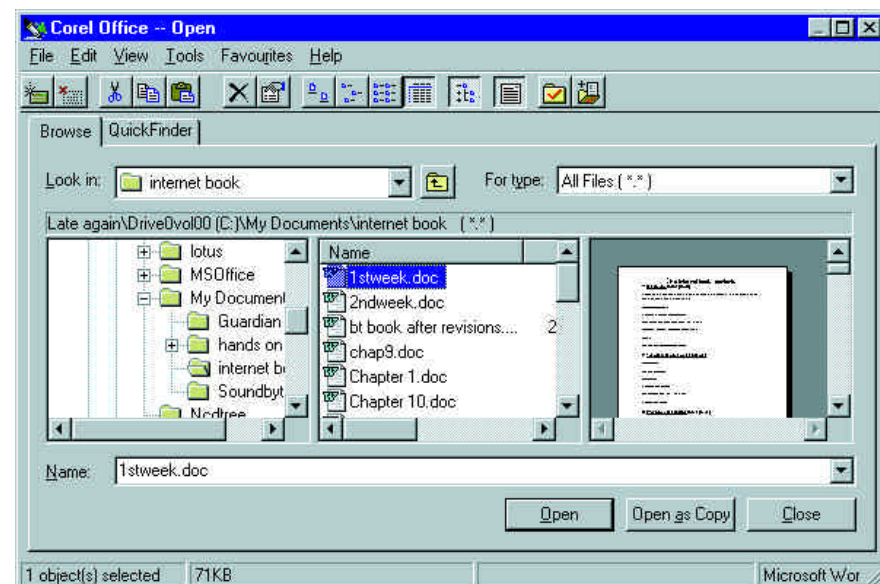 Corel Office -- Open
File Edit View Tools Favourites Help
Browse QuickFinder
Look in: internet book For type: All Files ( *.* )
Late again\Drive0vol00 (C:)\My Documents\internet book ( *.* )
lotus
MSOffice
My Document
Guardian
hands on
internet b
Soundbyt
Ncdtree
Name
1stweek.doc
2ndweek.doc
bt book after revisions.... 2
chap9.doc
Chapter 1.doc
Chapter 10.doc
Name: 1stweek.doc
Open Open as Copy Close
1 object(s) selected 71KB Microsoft Wor